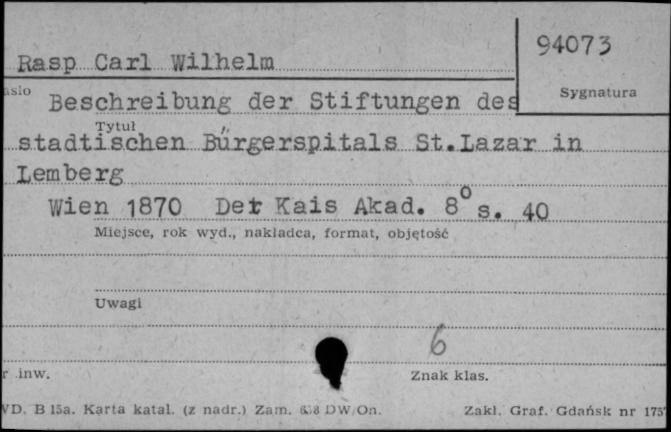 94073
Rasp Carl Wilhelm
asło
Sygnatura
Beschreibung der Stiftungen des
Tytuł
stadtischen Bürgerspitals St.Lazar in
Lemberg
Wien 1870 Der Kais Akad. 8° s. 40
Miejsce, rok wyd., nakładca, format, objętość
Uwagi
6
r inw.
Znak klas.
VD. B 15a. Karta katal. (z nadr.) Zam. DW/On. Zakł. Graf. Gdańsk nr 175